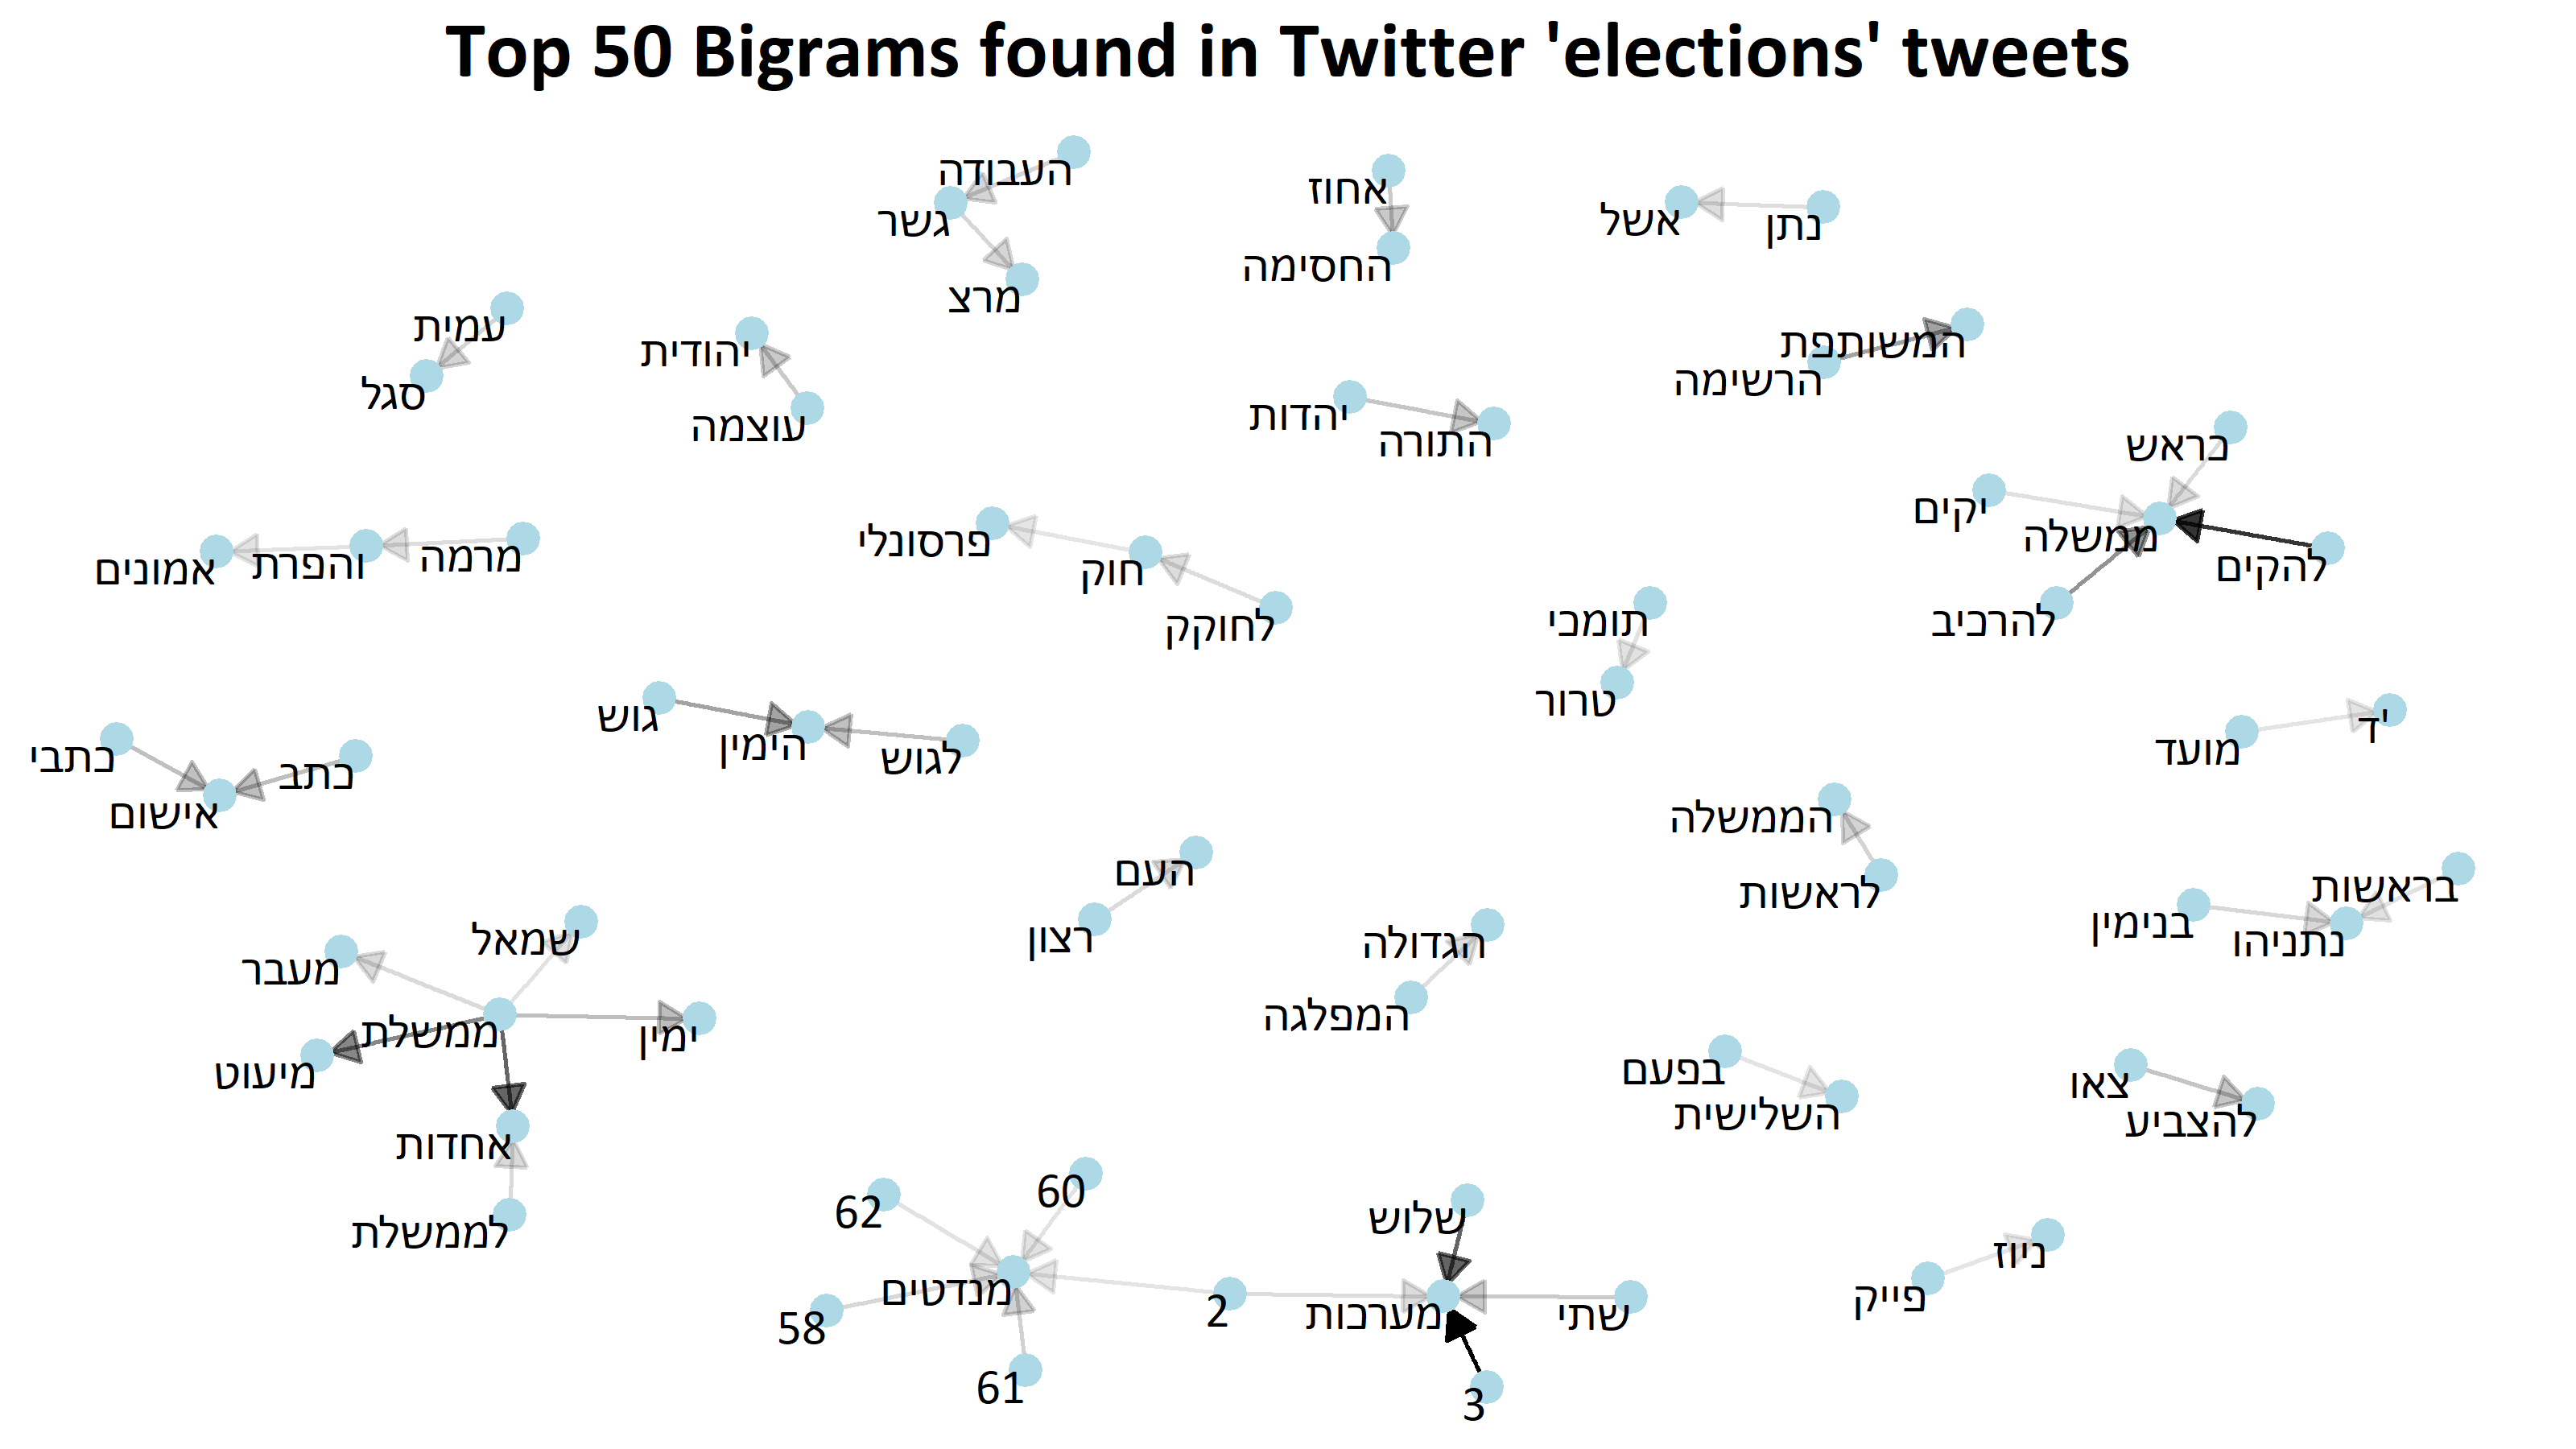 Top 50 Bigrams found in Twitter 'elections' tweets
העבודה
גשר
מרצ
אחוז
החסימה
נתן
אשל
עמית
סגל
יהודית
עוצמה
המשותפת
הרשימה
יהדות
התורה
בראש
יקים
ממשלה
להקים
להרכיב
מרמה
והפרת
אמונים
פרסונלי
חוק
לחוקק
תומכי
טרור
גוש
הימין
לגוש
מועד
ד'
כתבי
כתב
אישום
הממשלה
לראשות
העם
רצון
בראשות
בנימין
נתניהו
שמאל
מעבר
ממשלת
ימין
מיעוט
אחדות
לממשלת
הגדולה
המפלגה
בפעם
השלישית
צאו
להצביע
62
60
מנדטים
58
61
2
שלוש
מערכות
שתי
3
ניוז
פייק